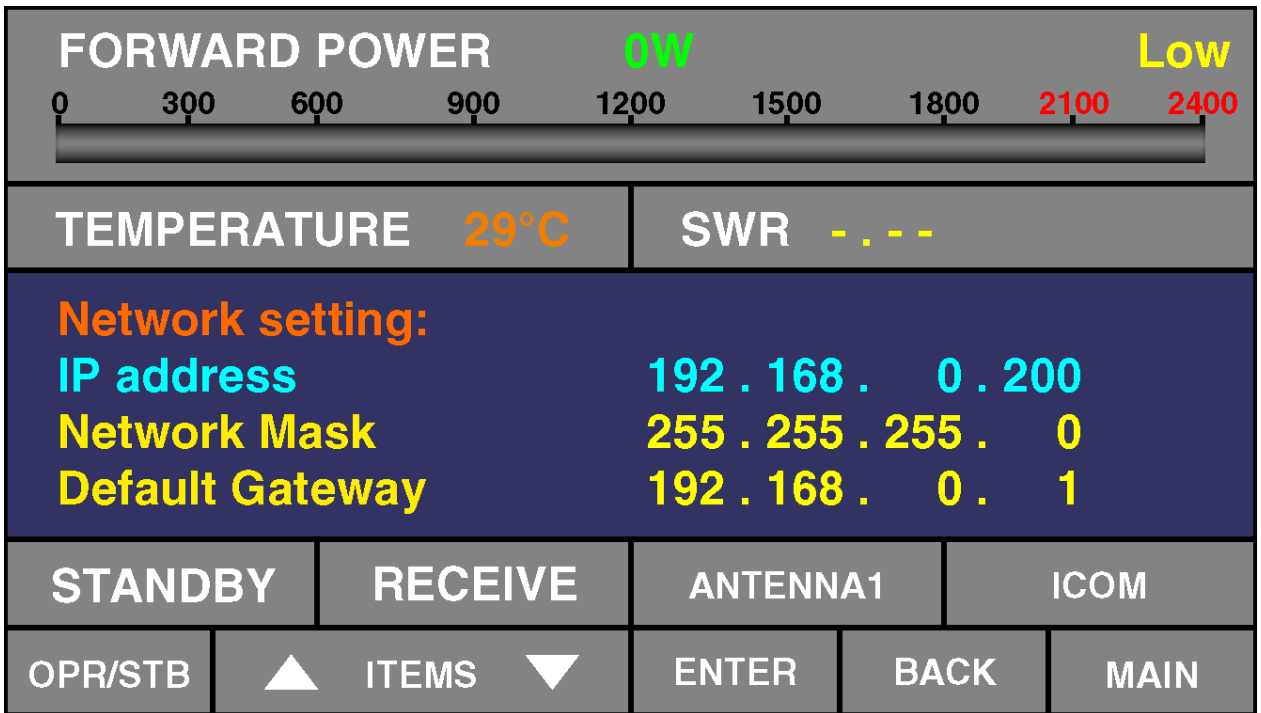 FORWARD POWER 0W Low
0 300 600 900 1200 1500 1800 2100 2400
TEMPERATURE 29°C SWR -.--
Network setting:
IP address 192 . 168 . 0 . 200
Network Mask 255 . 255 . 255 . 0
Default Gateway 192 . 168 . 0 . 1
STANDBY RECEIVE ANTENNA1 ICOM
OPR/STB ▲ ITEMS ▼ ENTER BACK MAIN